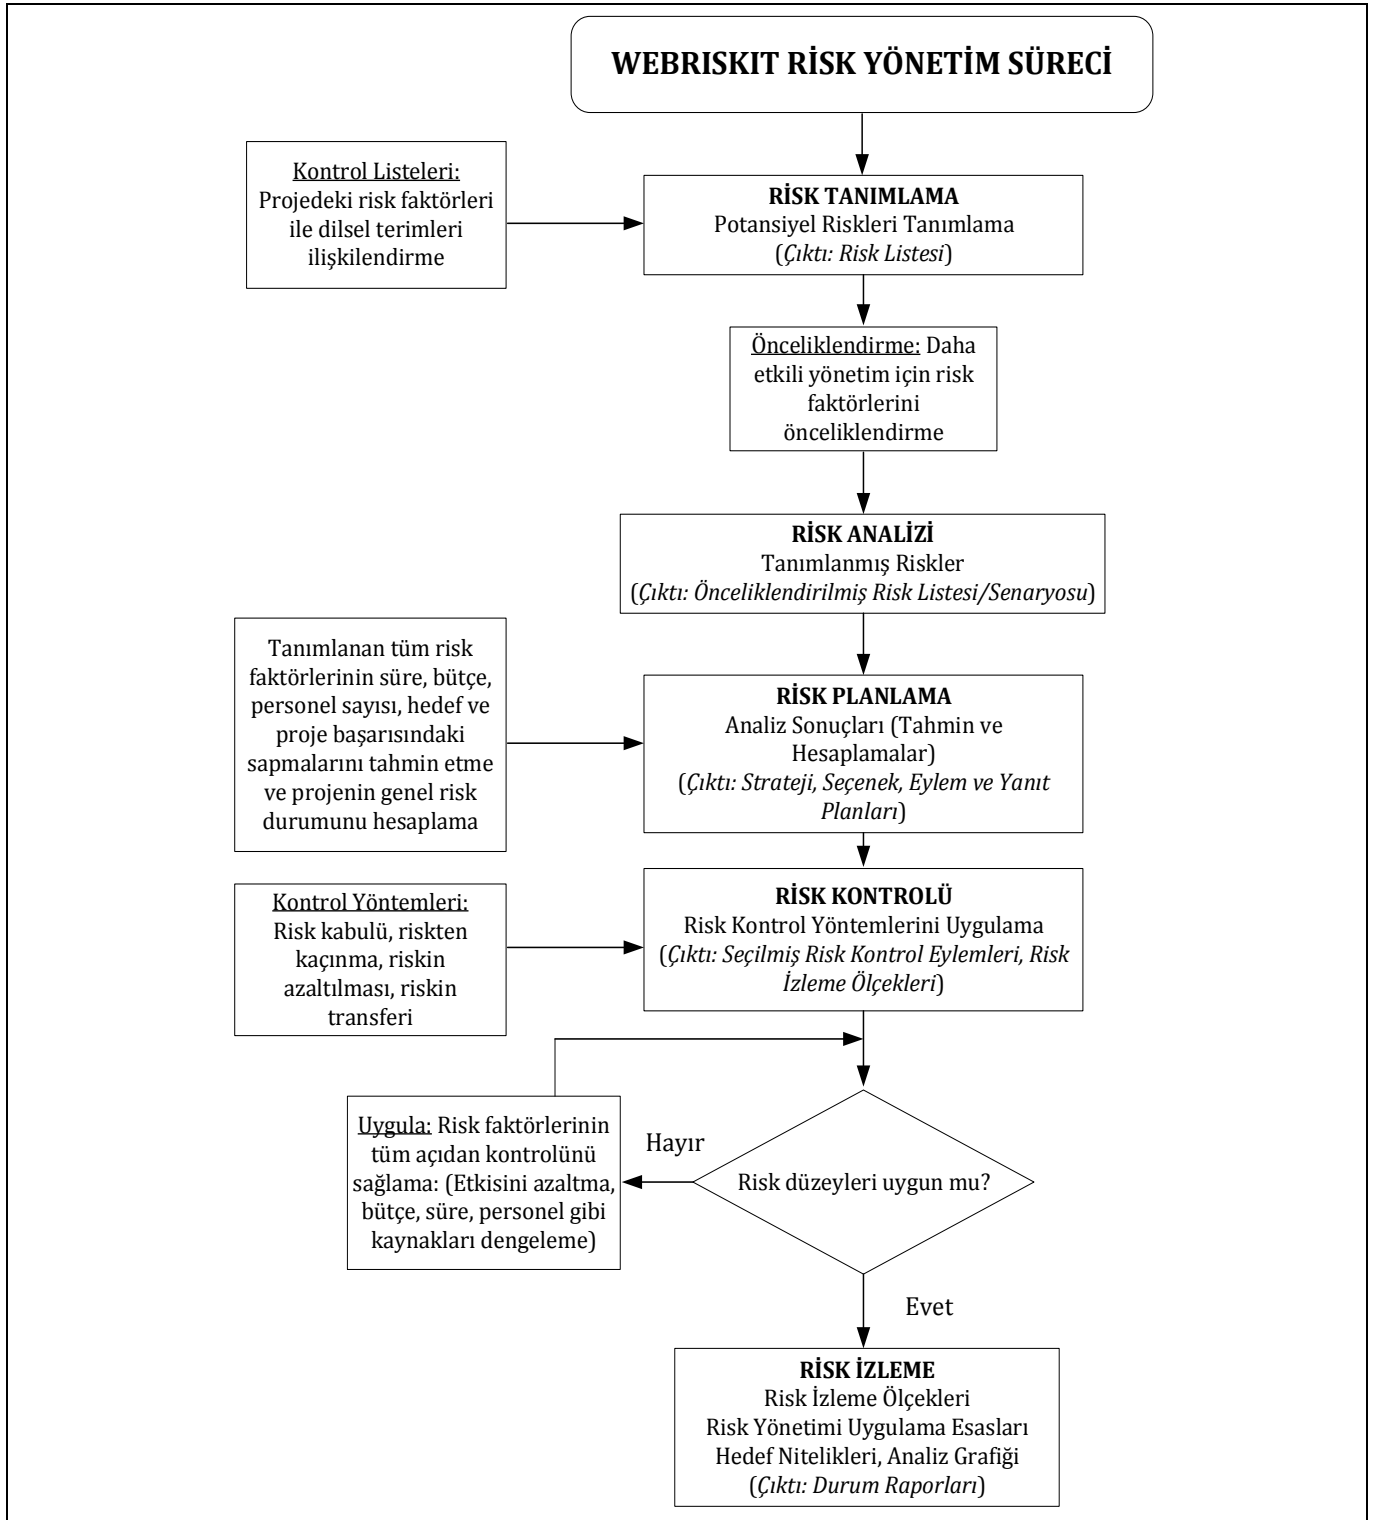 WEBRISKIT RİSK YÖNETİM SÜRECİ
Kontrol Listeleri:
Projedeki risk faktörleri
ile dilsel terimleri
ilişkilendirme
RİSK TANIMLAMA
Potansiyel Riskleri Tanımlama
(Çıktı: Risk Listesi)
Önceliklendirme: Daha
etkili yönetim için risk
faktörlerini
önceliklendirme
RİSK ANALİZİ
Tanımlanmış Riskler
(Çıktı: Önceliklendirilmiş Risk Listesi/Senaryosu)
Tanımlanan tüm risk
faktörlerinin süre, bütçe,
personel sayısı, hedef ve
proje başarısındaki
sapmalarını tahmin etme
ve projenin genel risk
durumunu hesaplama
RİSK PLANLAMA
Analiz Sonuçları (Tahmin ve
Hesaplamalar)
(Çıktı: Strateji, Seçenek, Eylem ve Yanıt
Planları)
Kontrol Yöntemleri:
Risk kabulü, riskten
kaçınma, riskin
azaltılması, riskin
transferi
RİSK KONTROLÜ
Risk Kontrol Yöntemlerini Uygulama
(Çıktı: Seçilmiş Risk Kontrol Eylemleri, Risk
İzleme Ölçekleri)
Uygula: Risk faktörlerinin
tüm açıdan kontrolünü
sağlama: (Etkisini azaltma,
bütçe, süre, personel gibi
kaynakları dengeleme)
Hayır
Risk düzeyleri uygun mu?
Evet
RİSK İZLEME
Risk İzleme Ölçekleri
Risk Yönetimi Uygulama Esasları
Hedef Nitelikleri, Analiz Grafiği
(Çıktı: Durum Raporları)